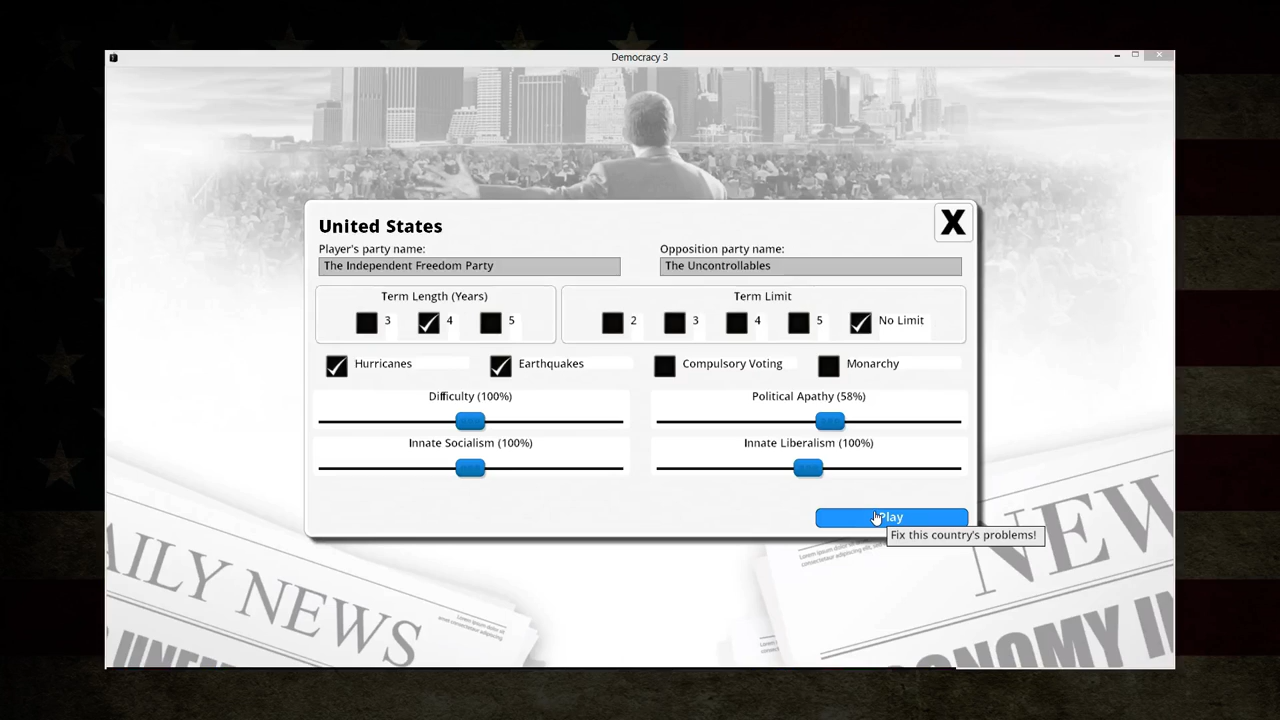 Democracy 3
United States
Player's party name:
Opposition party name:
The Independent Freedom Party
The Uncontrollables
Term Length (Years)
Term Limit
3 4 5
2 3 4 5 No Limit
Hurricanes
Earthquakes
Compulsory Voting
Monarchy
Difficulty (100%)
Political Apathy (58%)
Innate Socialism (100%)
Innate Liberalism (100%)
Play
Fix this country's problems!
AILY NEWS
NEW
ONOMY I